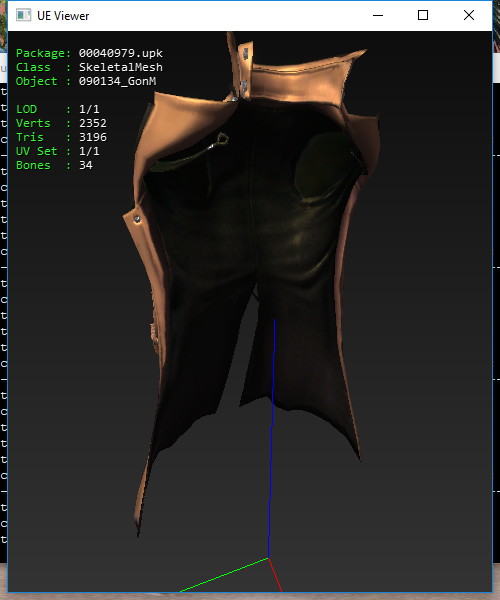 UE Viewer
Package: 00040979.upk
Class : SkeletalMesh
Object : 090134_GonM
LOD : 1/1
Verts : 2352
Tris : 3196
UV Set : 1/1
Bones : 34